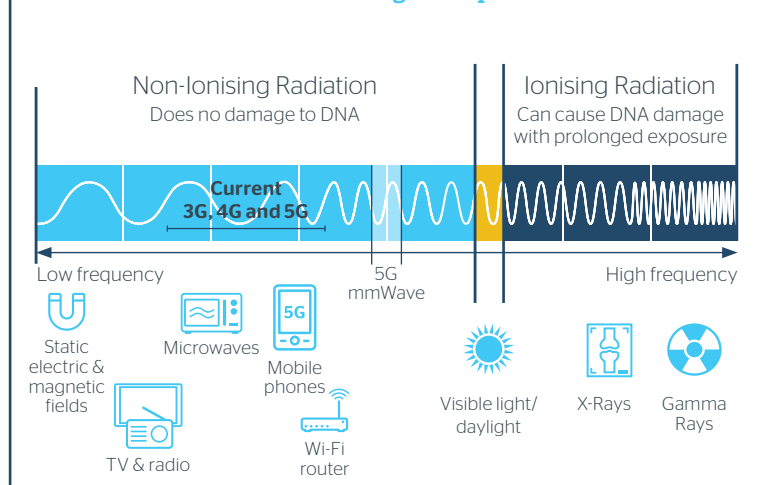 Non-Ionising Radiation
Does no damage to DNA
Ionising Radiation
Can cause DNA damage
with prolonged exposure
Current
3G, 4G and 5G
Low frequency
5G
mmWave
High frequency
Static
electric &
magnetic
fields
TV & radio
Microwaves
5G
Mobile
phones
Wi-Fi
router
Visible light/
daylight
X-Rays
Gamma
Rays